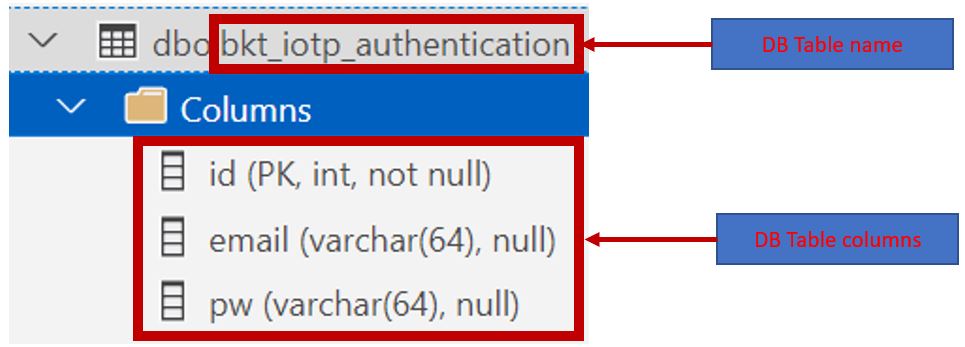 dbo.bkt_iotp_authentication
DB Table name
Columns
id (PK, int, not null)
email (varchar(64), null)
DB Table columns
pw (varchar(64), null)